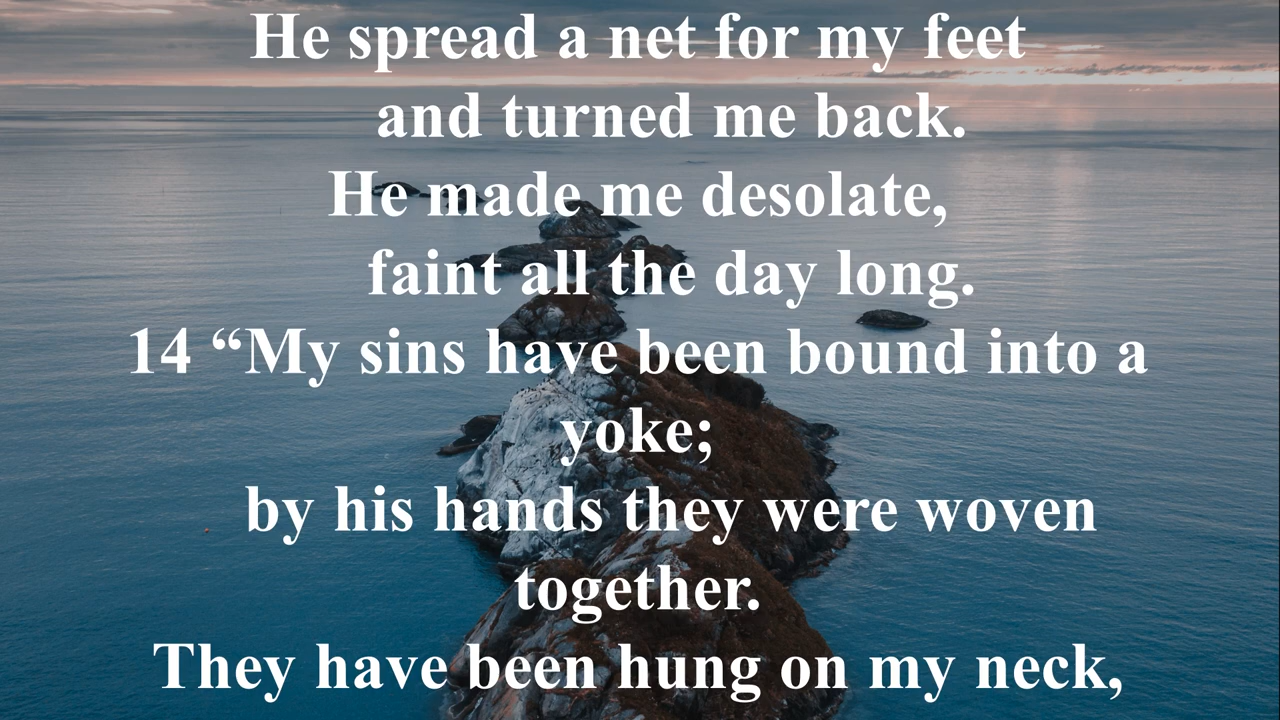 He spread a net for my feet
and turned me back.
He made me desolate,
faint all the day long.
14 “My sins have been bound into a
yoke;
by his hands they were woven
together.
They have been hung on my neck,